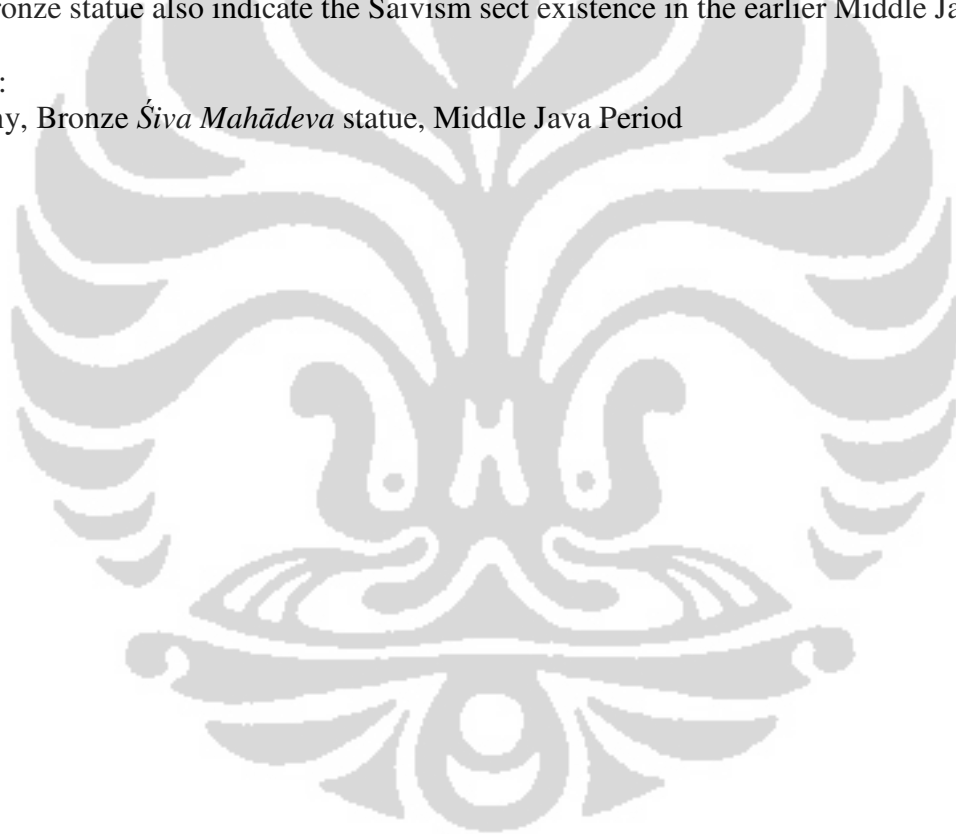 ronze statue also indicate the Saivism sect existence in the earlier Middle Ja
:
hy, Bronze Śiva Mahādeva statue, Middle Java Period